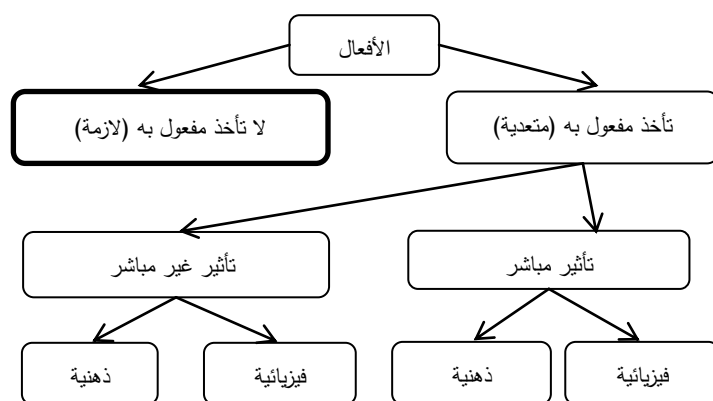 الأفعال
تأخذ مفعول به (متعدية)
لا تأخذ مفعول به (لازمة)
تأثير مباشر
تأثير غير مباشر
فيزيائية
ذهنية
فيزيائية
ذهنية